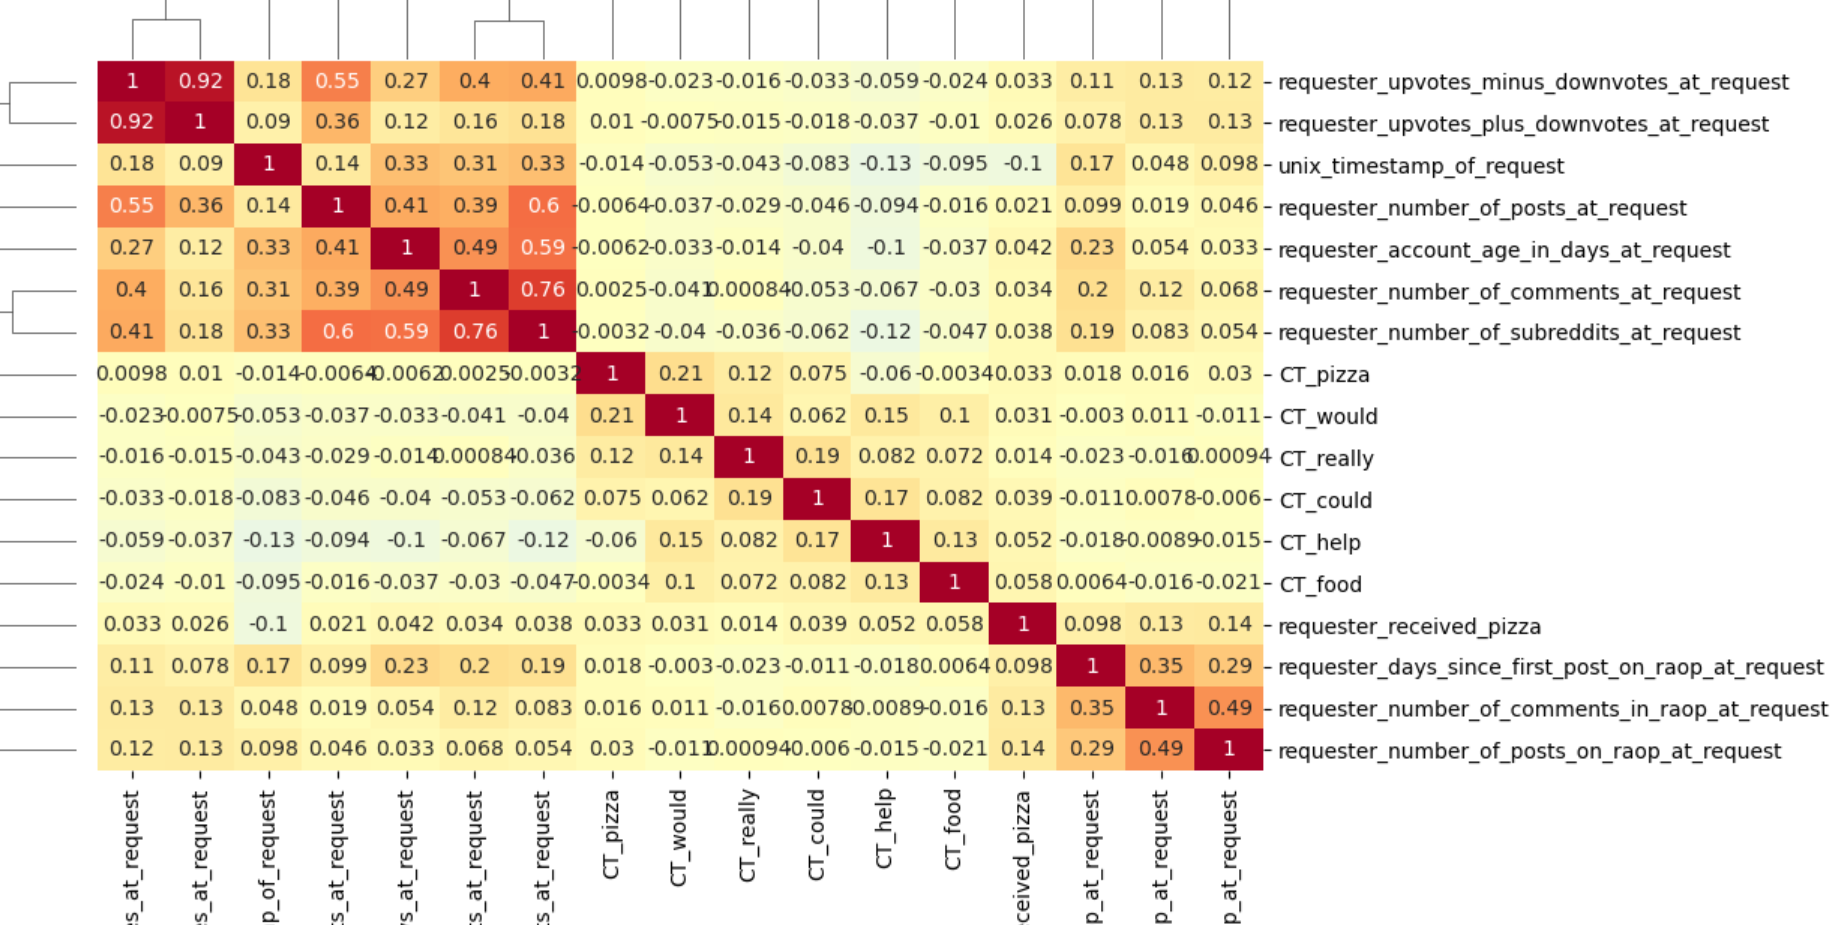 1 0.92 0.18 0.55 0.27 0.4 0.41 0.0098 -0.023 -0.016 -0.033 -0.059 -0.024 0.033 0.11 0.13 0.12 requester_upvotes_minus_downvotes_at_request
0.92 1 0.09 0.36 0.12 0.16 0.18 0.01 -0.0075 -0.015 -0.018 -0.037 -0.01 0.026 0.078 0.13 0.13 requester_upvotes_plus_downvotes_at_request
0.18 0.09 1 0.14 0.33 0.31 0.33 -0.014 -0.053 -0.043 -0.083 -0.13 -0.095 -0.1 0.17 0.048 0.098 unix_timestamp_of_request
0.55 0.36 0.14 1 0.41 0.39 0.6 -0.0064 -0.037 -0.029 -0.046 -0.094 -0.016 0.021 0.099 0.019 0.046 requester_number_of_posts_at_request
0.27 0.12 0.33 0.41 1 0.49 0.59 -0.0062 -0.033 -0.014 -0.04 -0.1 -0.037 0.042 0.23 0.054 0.033 requester_account_age_in_days_at_request
0.4 0.16 0.31 0.39 0.49 1 0.76 0.0025 -0.041 0.00084 -0.053 -0.067 -0.03 0.034 0.2 0.12 0.068 requester_number_of_comments_at_request
0.41 0.18 0.33 0.6 0.59 0.76 1 -0.0032 -0.04 -0.036 -0.062 -0.12 -0.047 0.038 0.19 0.083 0.054 requester_number_of_subreddits_at_request
0.0098 0.01 -0.014 -0.0064 -0.0062 0.0025 -0.0032 1 0.21 0.12 0.075 -0.06 -0.0034 0.033 0.018 0.016 0.03 CT_pizza
-0.023 -0.0075 -0.053 -0.037 -0.033 -0.041 -0.04 0.21 1 0.14 0.062 0.15 0.1 0.031 -0.003 0.011 -0.011 CT_would
-0.016 -0.015 -0.043 -0.029 -0.014 0.00084 -0.036 0.12 0.14 1 0.19 0.082 0.072 0.014 -0.023 -0.016 0.00094 CT_really
-0.033 -0.018 -0.083 -0.046 -0.04 -0.053 -0.062 0.075 0.062 0.19 1 0.17 0.082 0.039 -0.011 0.0078 -0.006 CT_could
-0.059 -0.037 -0.13 -0.094 -0.1 -0.067 -0.12 -0.06 0.15 0.082 0.17 1 0.13 0.052 -0.018 -0.0089 -0.015 CT_help
-0.024 -0.01 -0.095 -0.016 -0.037 -0.03 -0.047 -0.0034 0.1 0.072 0.082 0.13 1 0.058 0.0064 -0.016 -0.021 CT_food
0.033 0.026 -0.1 0.021 0.042 0.034 0.038 0.033 0.031 0.014 0.039 0.052 0.058 1 0.098 0.13 0.14 requester_received_pizza
0.11 0.078 0.17 0.099 0.23 0.2 0.19 0.018 -0.003 -0.023 -0.011 -0.018 0.0064 0.098 1 0.35 0.29 requester_days_since_first_post_on_raop_at_request
0.13 0.13 0.048 0.019 0.054 0.12 0.083 0.016 0.011 -0.016 0.0078 -0.0089 -0.016 0.13 0.35 1 0.49 requester_number_of_comments_in_raop_at_request
0.12 0.13 0.098 0.046 0.033 0.068 0.054 0.03 -0.011 0.00094 -0.006 -0.015 -0.021 0.14 0.29 0.49 1 requester_number_of_posts_on_raop_at_request
es_at_request
es_at_request
p_of_request
ts_at_request
ys_at_request
ts_at_request
ts_at_request
CT_pizza
CT_would
CT_really
CT_could
CT_help
CT_food
ceived_pizza
p_at_request
p_at_request
p_at_request